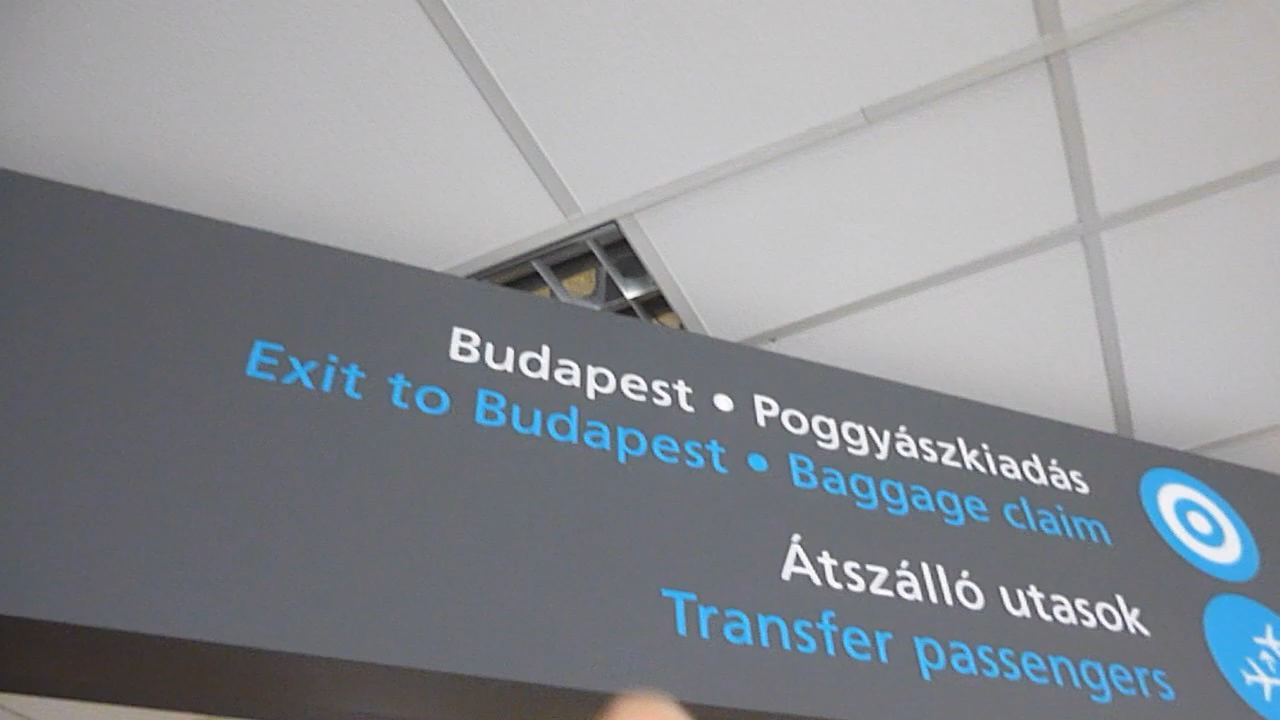 Budapest • Poggyászkiadás
Exit to Budapest • Baggage claim
Átszálló utasok
Transfer passengers